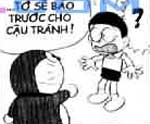 TỚ SẼ BÁO
TRƯỚC CHO
CẬU TRÁNH!
?